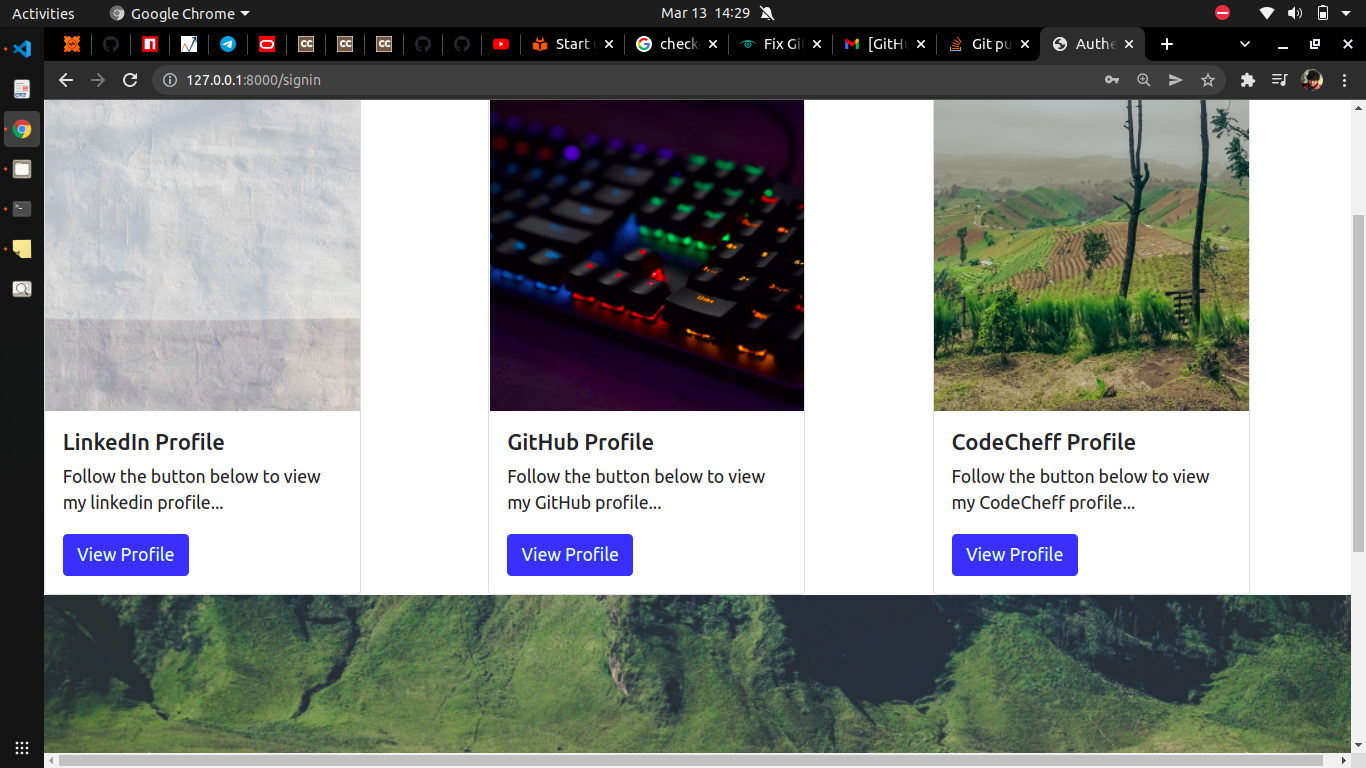 Activities Google Chrome Mar 13 14:29
Start u check Fix Gi [GitHu Git pu Authe
127.0.0.1:8000/signin
LinkedIn Profile
Follow the button below to view
my linkedin profile...
View Profile
GitHub Profile
Follow the button below to view
my GitHub profile...
View Profile
CodeCheff Profile
Follow the button below to view
my CodeCheff profile...
View Profile